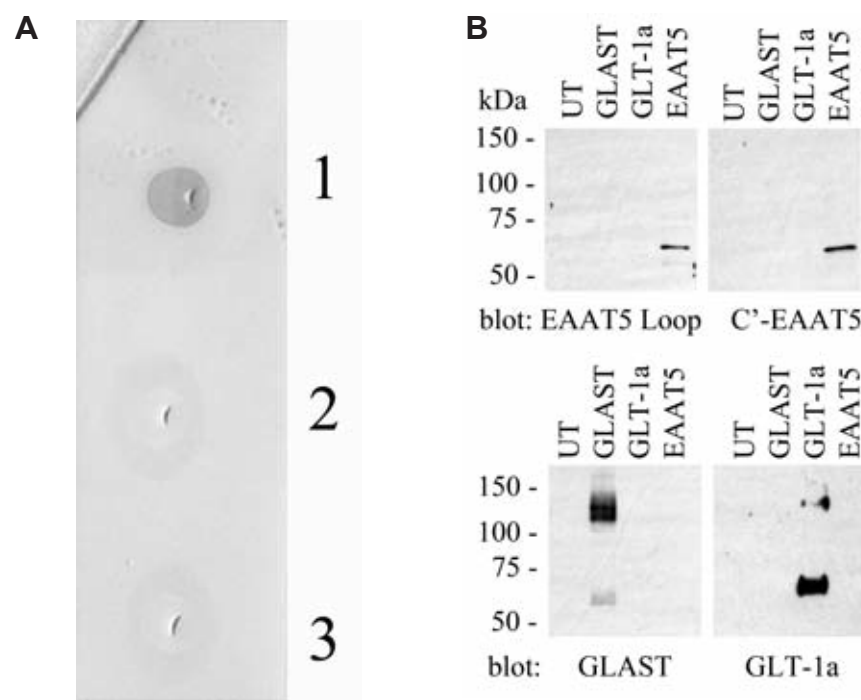 A
1
2
3
B
kDa
UT
GLAST
GLT-1a
EAAT5
UT
GLAST
GLT-1a
EAAT5
150 -
100 -
75 -
50 -
blot: EAAT5 Loop C’-EAAT5
UT
GLAST
GLT-1a
EAAT5
UT
GLAST
GLT-1a
EAAT5
150 -
100 -
75 -
50 -
blot: GLAST GLT-1a